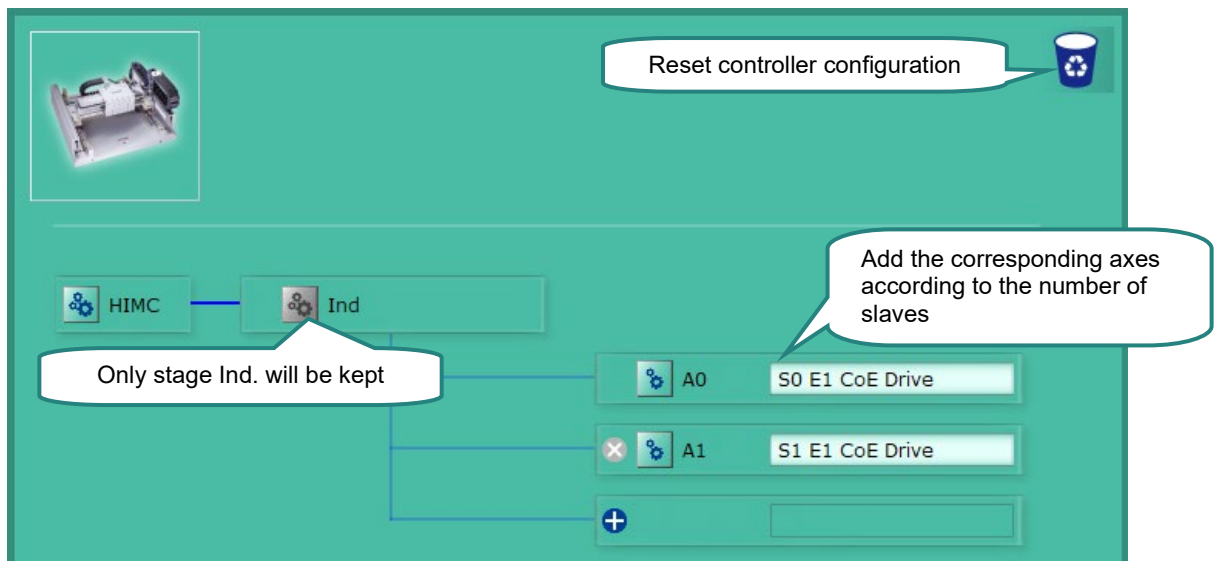 Reset controller configuration
Add the corresponding axes
according to the number of
slaves
HIMC
Ind
Only stage Ind. will be kept
A0
S0 E1 CoE Drive
A1
S1 E1 CoE Drive